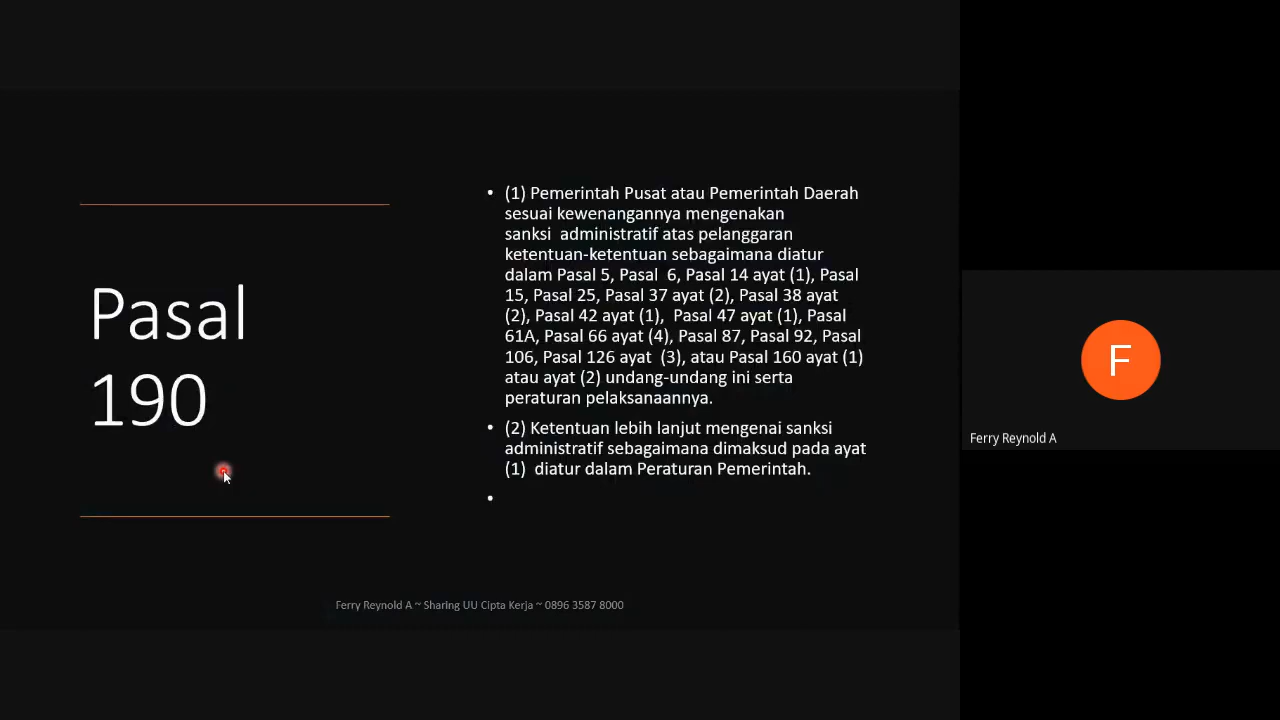 Pasal
190
• (1) Pemerintah Pusat atau Pemerintah Daerah
sesuai kewenangannya mengenakan
sanksi  administratif atas pelanggaran
ketentuan-ketentuan sebagaimana diatur
dalam Pasal 5, Pasal  6, Pasal 14 ayat (1), Pasal
15, Pasal 25, Pasal 37 ayat (2), Pasal 38 ayat
(2), Pasal 42 ayat (1),  Pasal 47 ayat (1), Pasal
61A, Pasal 66 ayat (4), Pasal 87, Pasal 92, Pasal
106, Pasal 126 ayat  (3), atau Pasal 160 ayat (1)
atau ayat (2) undang-undang ini serta
peraturan pelaksanaannya.
• (2) Ketentuan lebih lanjut mengenai sanksi
administratif sebagaimana dimaksud pada ayat
(1)  diatur dalam Peraturan Pemerintah.
•
Ferry Reynold A ~ Sharing UU Cipta Kerja ~ 0896 3587 8000
F
Ferry Reynold A